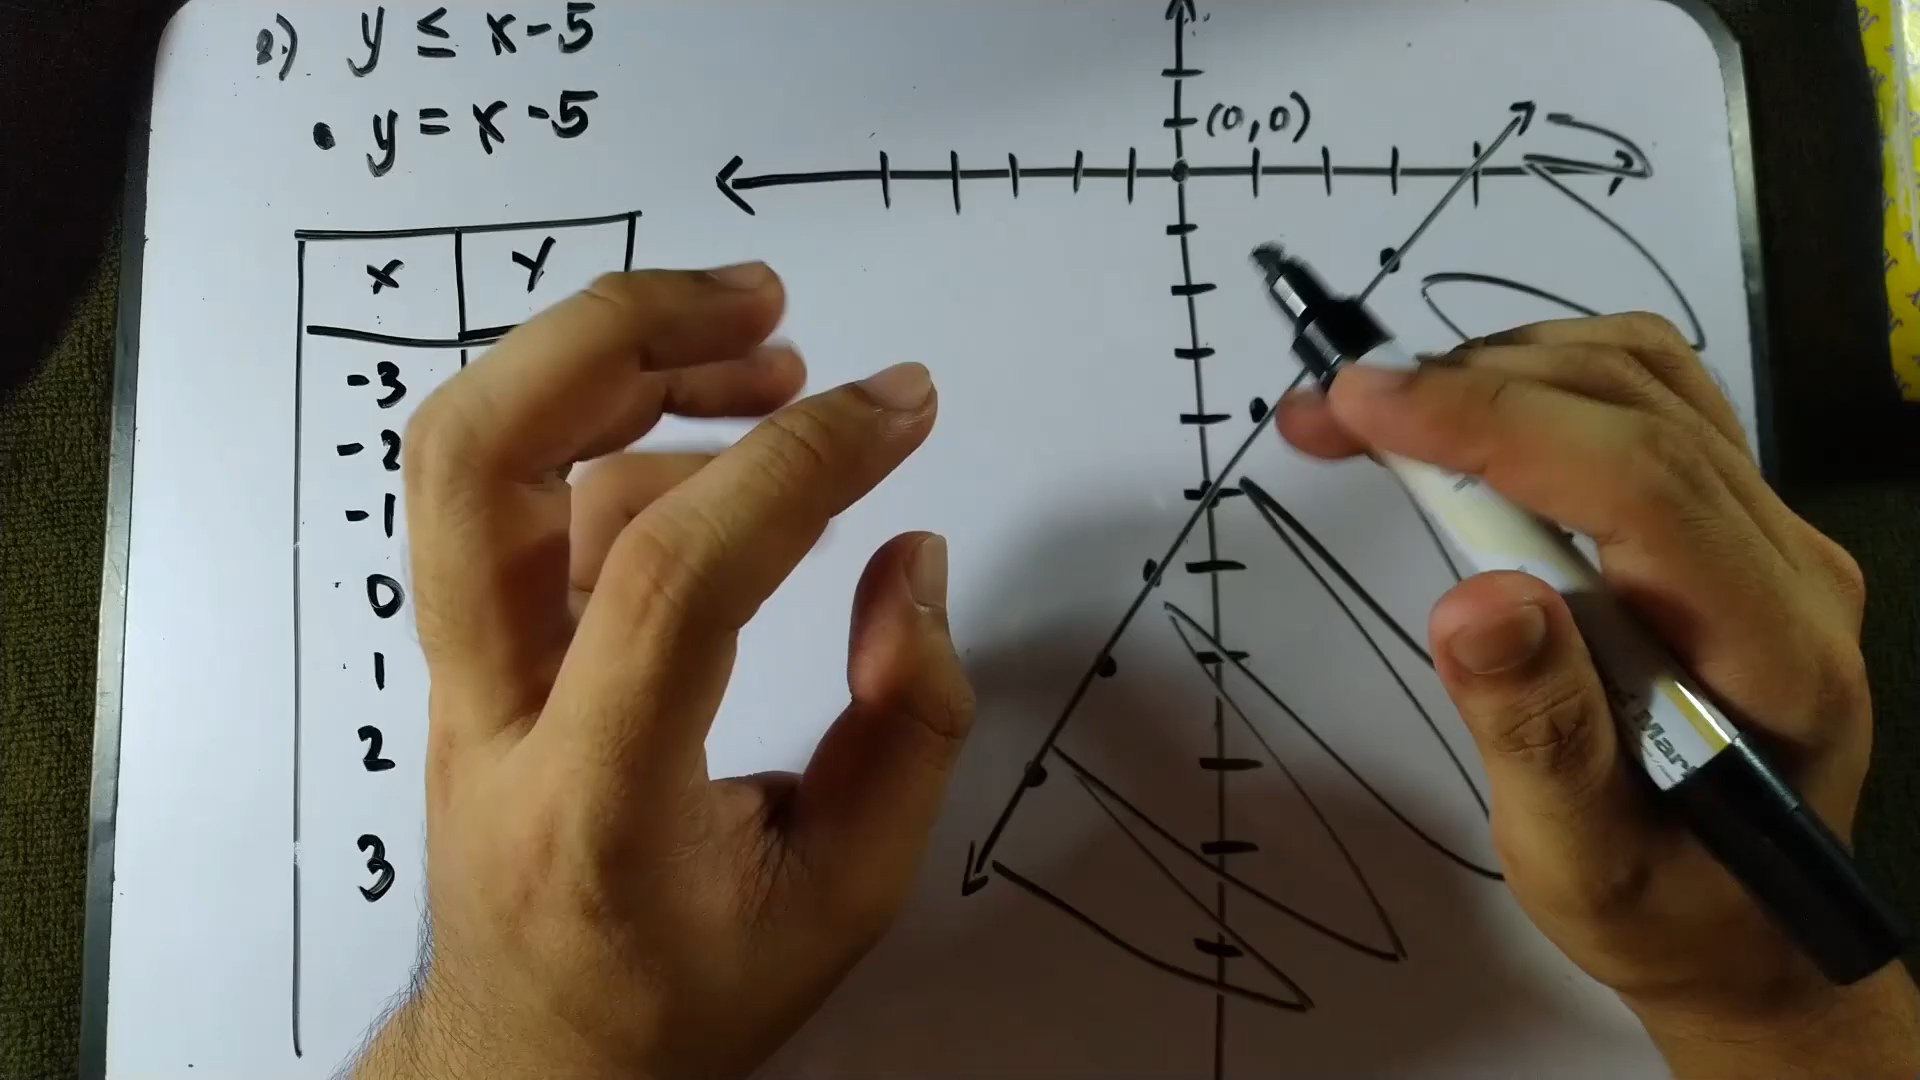 2.) y ≤ x - 5
• y = x - 5
(0,0)
x y
-3
-2
-1
0
1
2
3